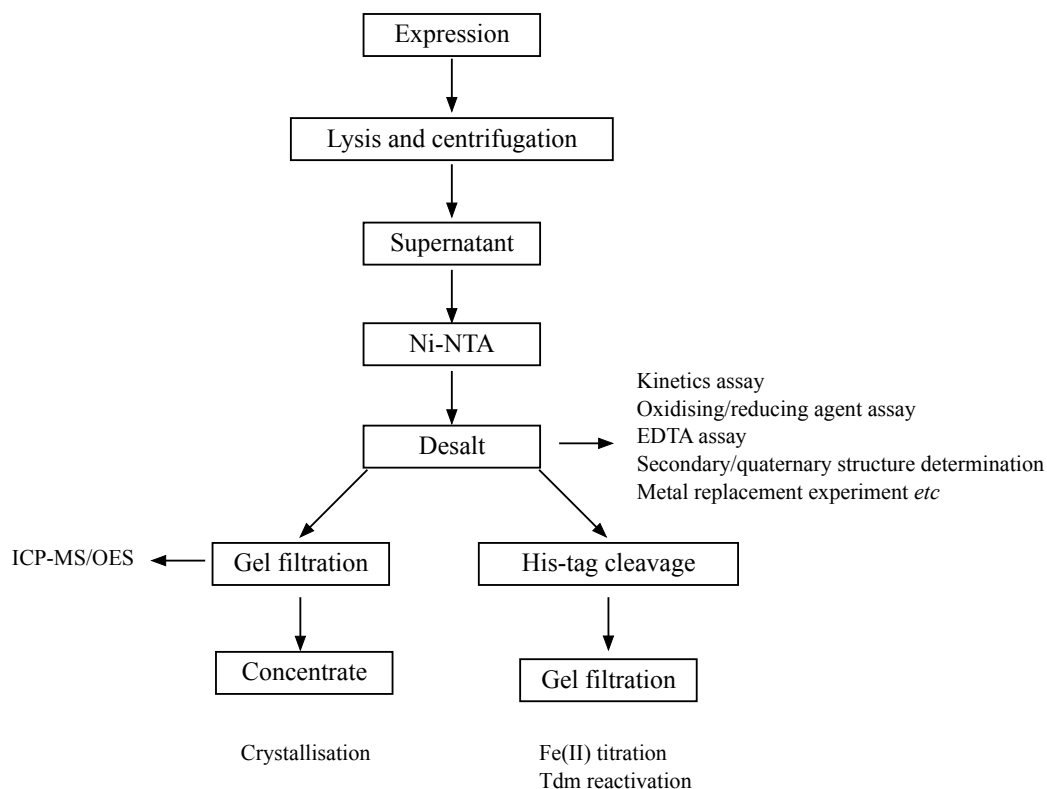 Expression
Lysis and centrifugation
Supernatant
Ni-NTA
Desalt
Kinetics assay
Oxidising/reducing agent assay
EDTA assay
Secondary/quaternary structure determination
Metal replacement experiment etc
ICP-MS/OES
Gel filtration
His-tag cleavage
Concentrate
Gel filtration
Crystallisation
Fe(II) titration
Tdm reactivation